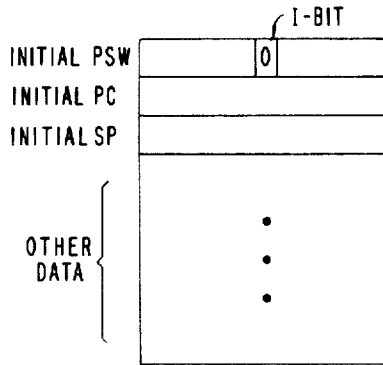 I-BIT
INITIAL PSW 0
INITIAL PC
INITIAL SP
OTHER
DATA